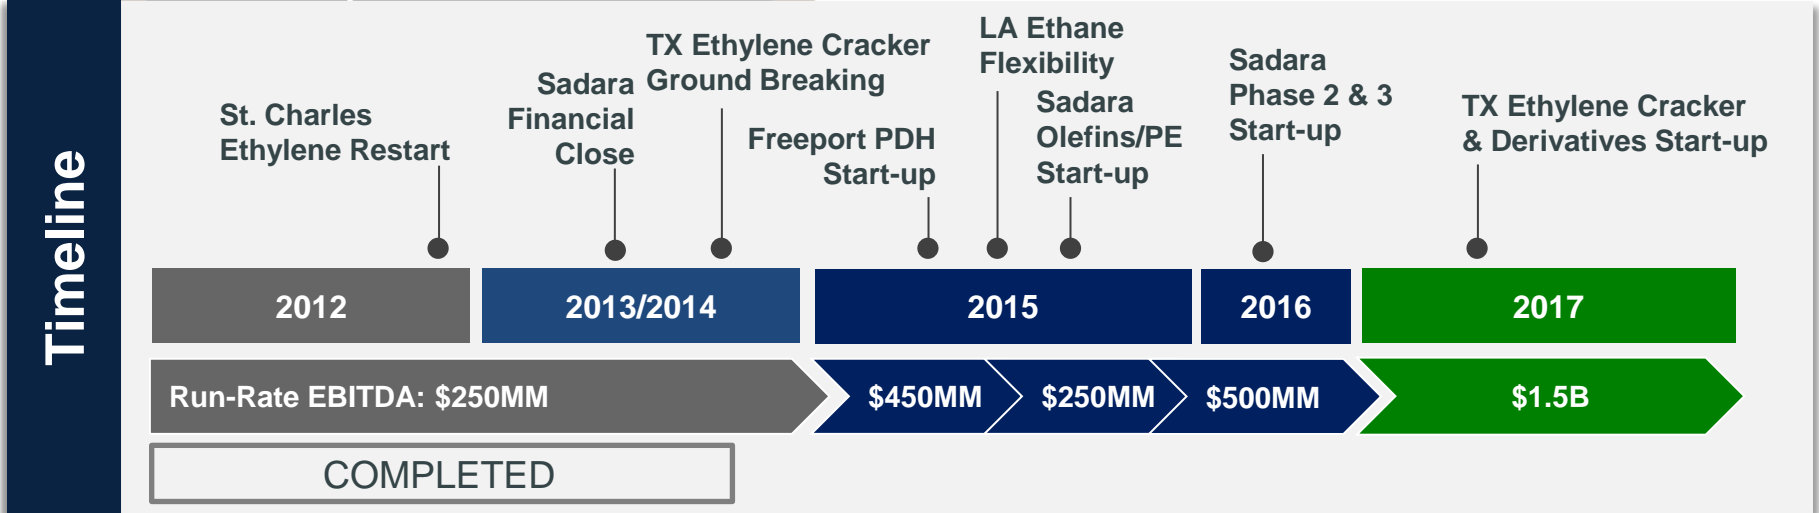 Timeline
St. Charles
Ethylene Restart
Sadara
Financial
Close
TX Ethylene Cracker
Ground Breaking
Freeport PDH
Start-up
LA Ethane
Flexibility
Sadara
Olefins/PE
Start-up
Sadara
Phase 2 & 3
Start-up
TX Ethylene Cracker
& Derivatives Start-up
2012
2013/2014
2015
2016
2017
Run-Rate EBITDA: $250MM
$450MM
$250MM
$500MM
$1.5B
COMPLETED